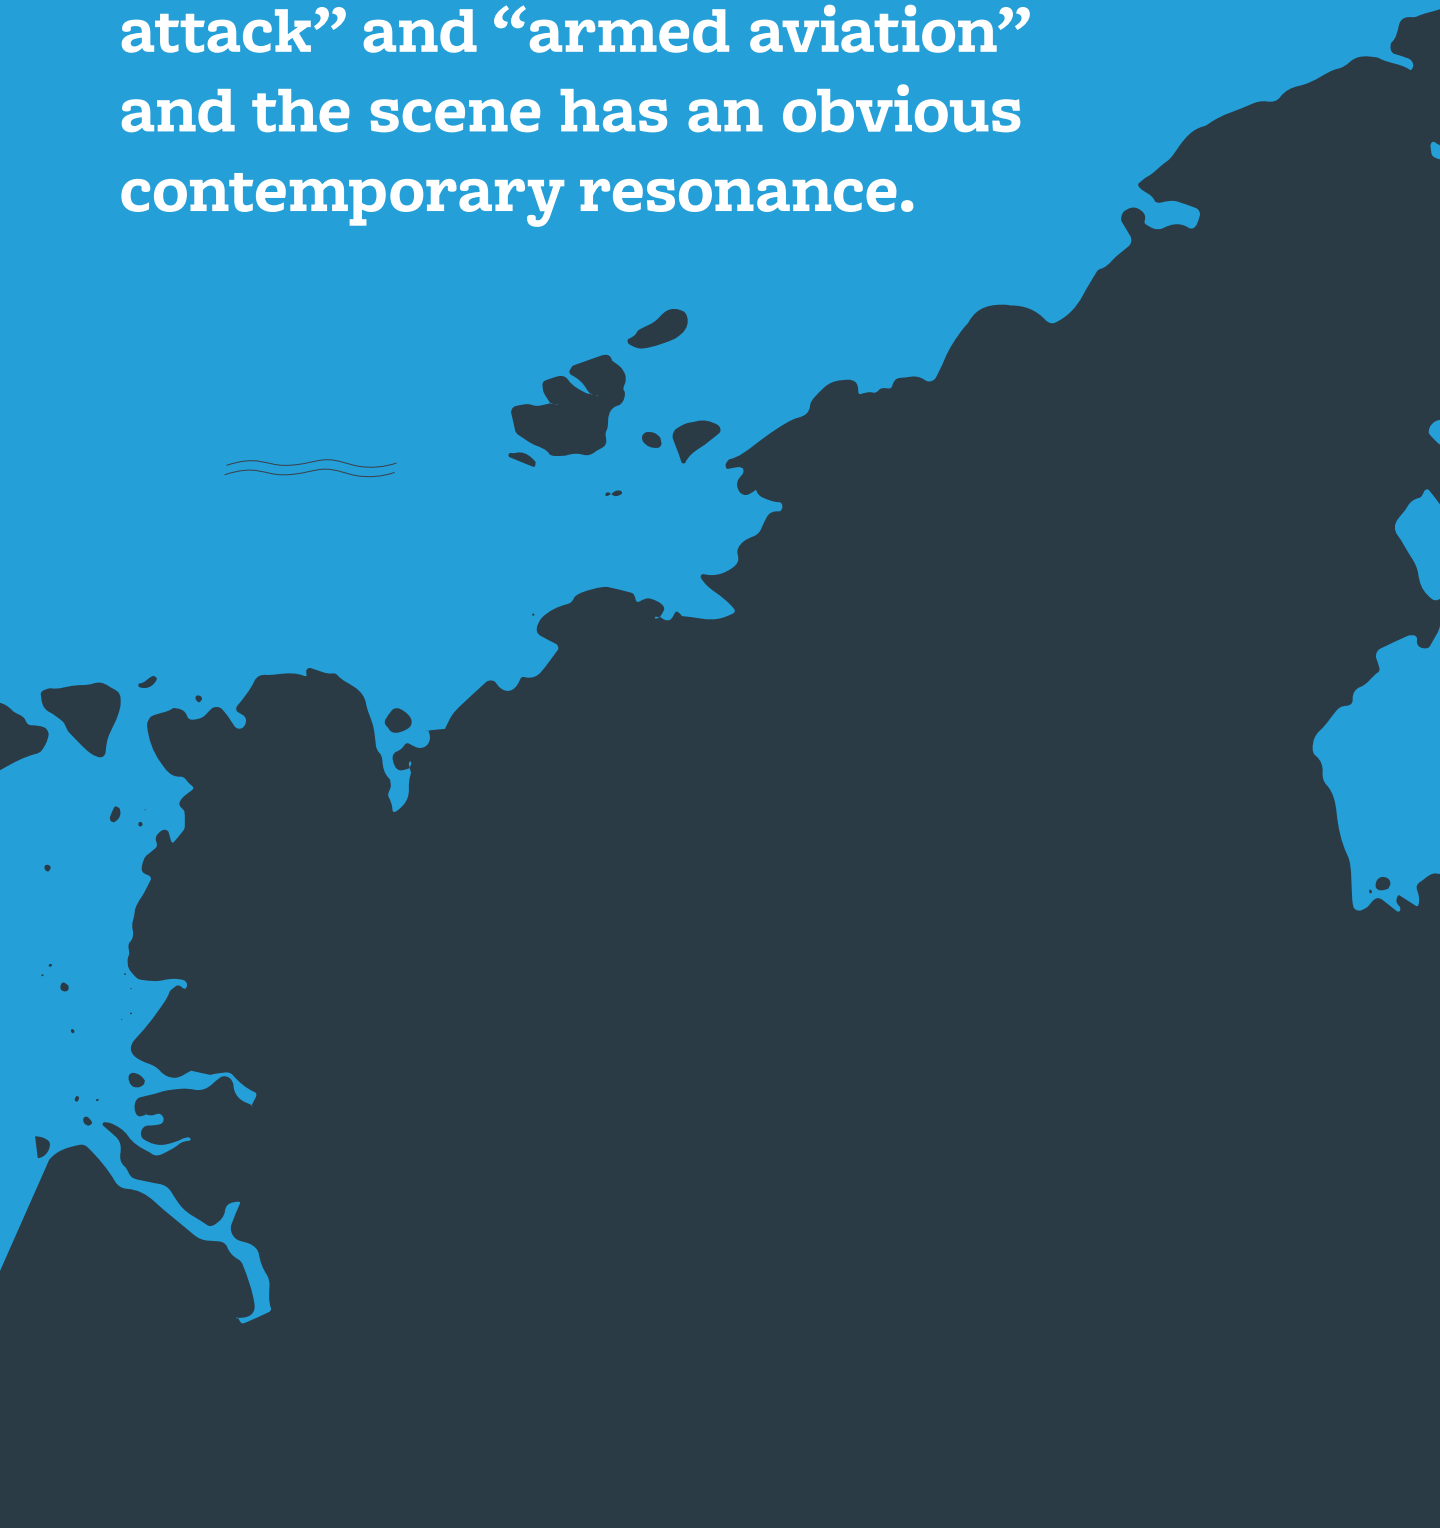 attack” and “armed aviation”
and the scene has an obvious
contemporary resonance.